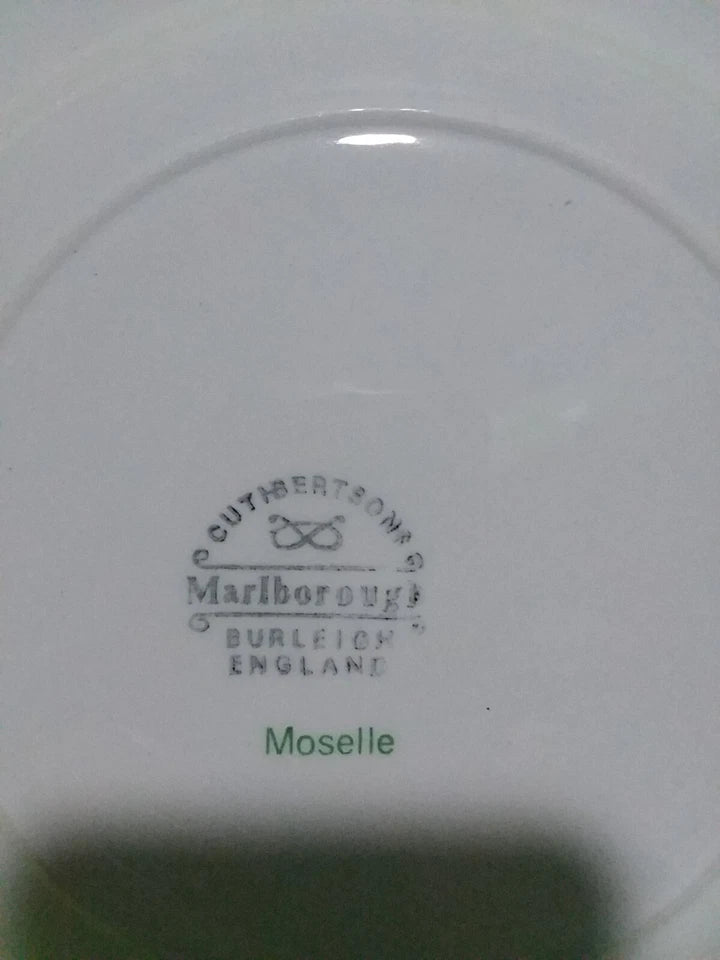 CUTHBERTSONS
Marlborough
BURLEIGH
ENGLAND
Moselle